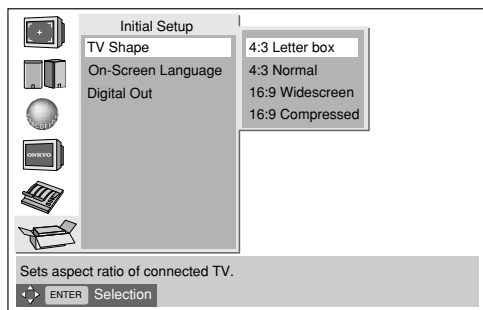 Initial Setup
TV Shape
On-Screen Language
Digital Out
4:3 Letter box
4:3 Normal
16:9 Widescreen
16:9 Compressed
ONKYO
Sets aspect ratio of connected TV.
ENTER Selection